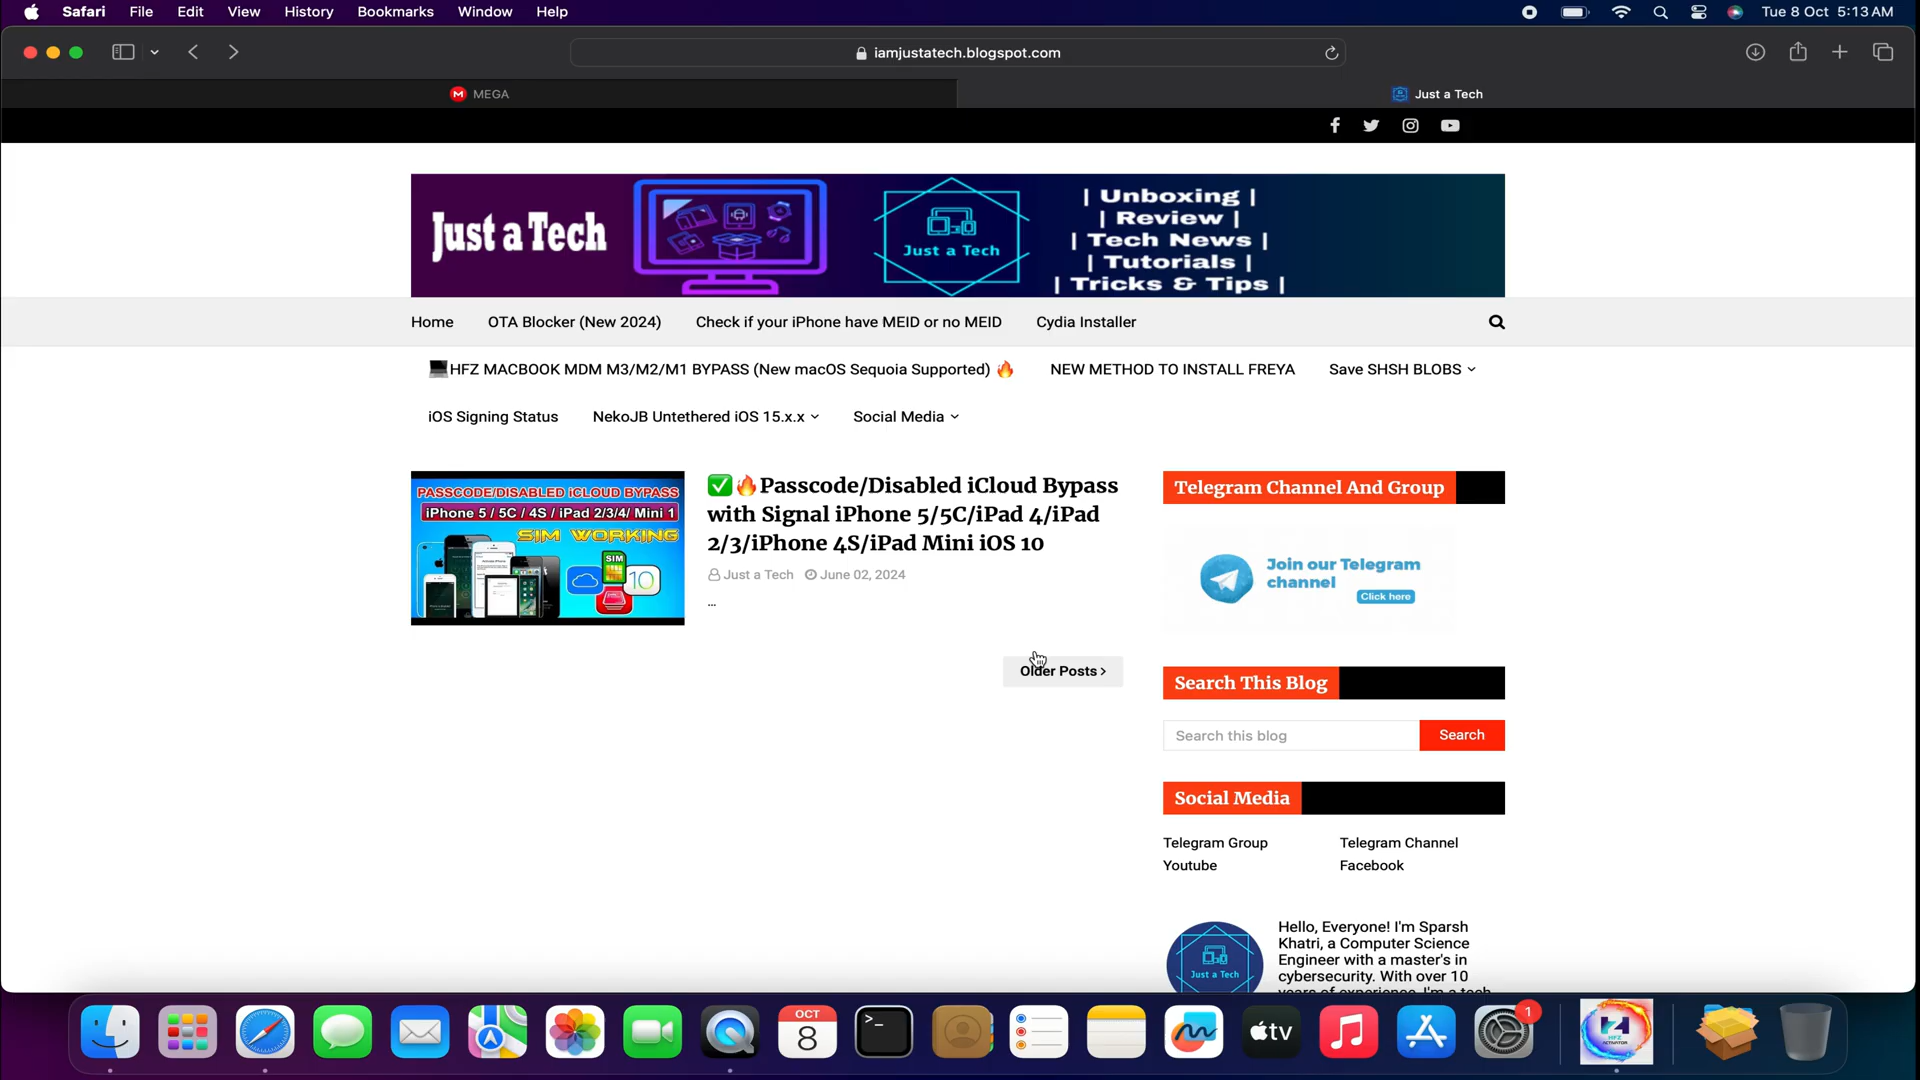 Safari File Edit View History Bookmarks Window Help
Tue 8 Oct 5:13 AM
iamjustatech.blogspot.com
MEGA
Just a Tech
Just a Tech
Just a Tech
| Unboxing |
| Review |
| Tech News |
| Tutorials |
| Tricks & Tips |
Home OTA Blocker (New 2024) Check if your iPhone have MEID or no MEID Cydia Installer
💻HFZ MACBOOK MDM M3/M2/M1 BYPASS (New macOS Sequoia Supported) 🔥 NEW METHOD TO INSTALL FREYA Save SHSH BLOBS
iOS Signing Status NekoJB Untethered iOS 15.x.x Social Media
PASSCODE/DISABLED iCLOUD BYPASS
iPhone 5 / 5C / 4S / iPad 2/3/4/ Mini 1
SIM WORKING
SIM
10
✅🔥Passcode/Disabled iCloud Bypass
with Signal iPhone 5/5C/iPad 4/iPad
2/3/iPhone 4S/iPad Mini iOS 10
Just a Tech June 02, 2024
...
Older Posts ›
Telegram Channel And Group
Join our Telegram
channel
Click here
Search This Blog
Search this blog
Search
Social Media
Telegram Group Telegram Channel
Youtube Facebook
Just a Tech
Hello, Everyone! I'm Sparsh
Khatri, a Computer Science
Engineer with a master's in
cybersecurity. With over 10
years of experience, I'm a tech
OCT
8
tv
1
HFZ
ACTIVATOR